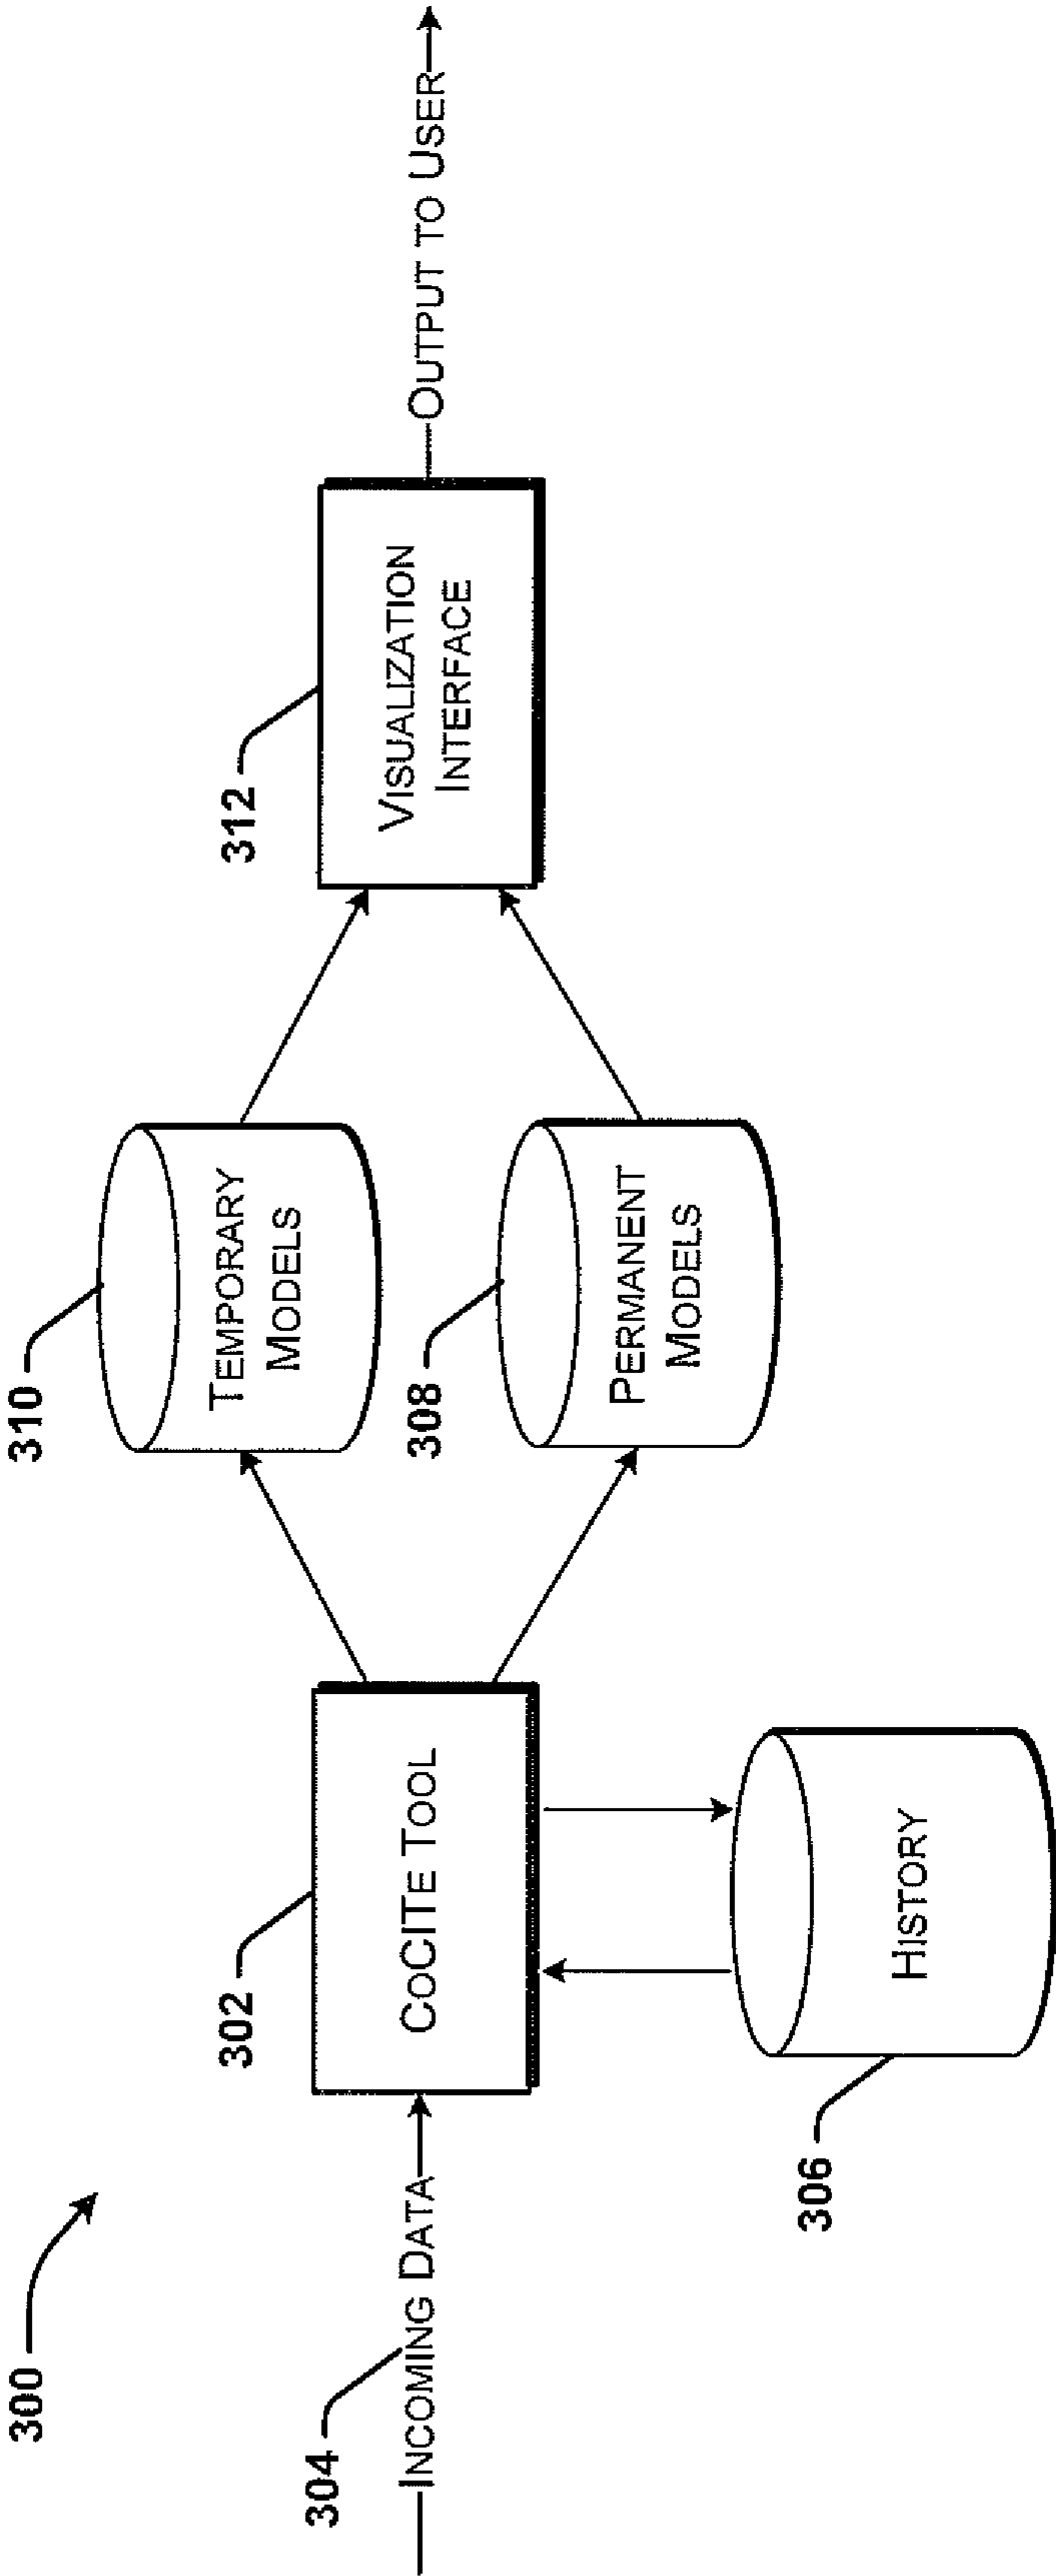 300
310
TEMPORARY
MODELS
302
304
INCOMING DATA
COCITE TOOL
308
PERMANENT
MODELS
312
VISUALIZATION
INTERFACE
OUTPUT TO USER
306
HISTORY